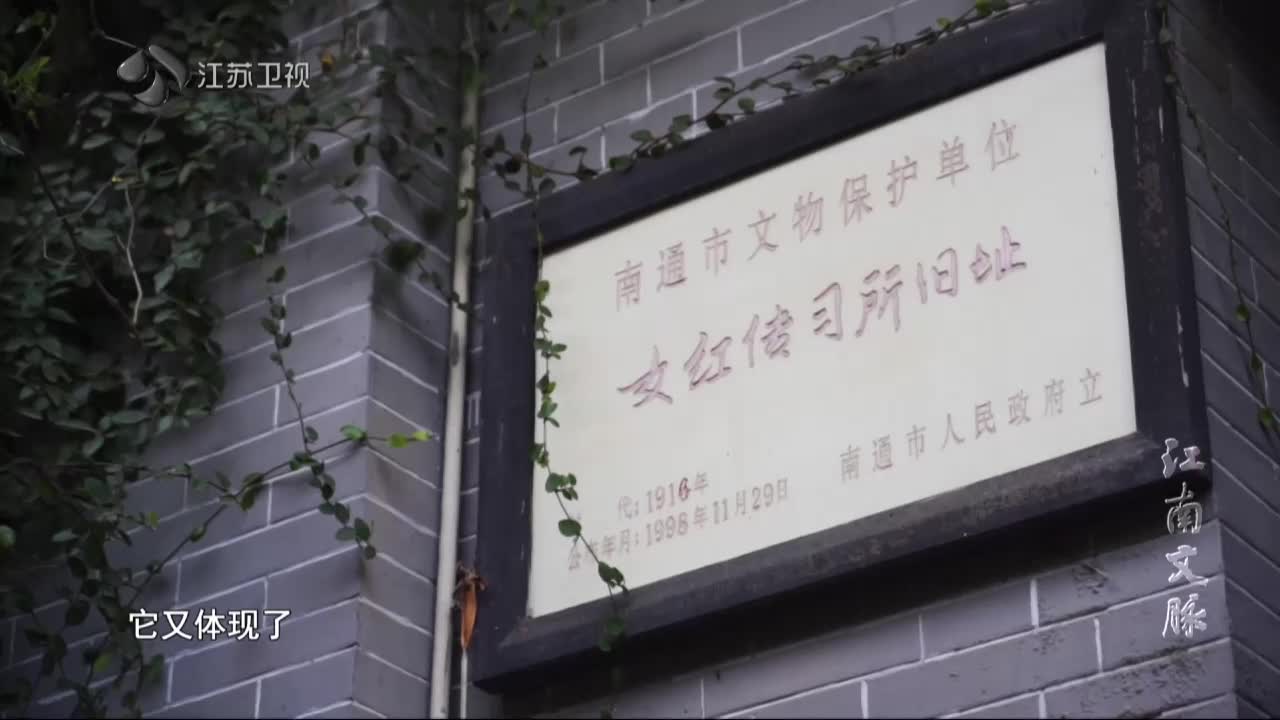 江苏卫视
南通市文物保护单位
女红传习所旧址
代:1916年
公布年月:1998年11月29日
南通市人民政府立
江南文脉
它又体现了